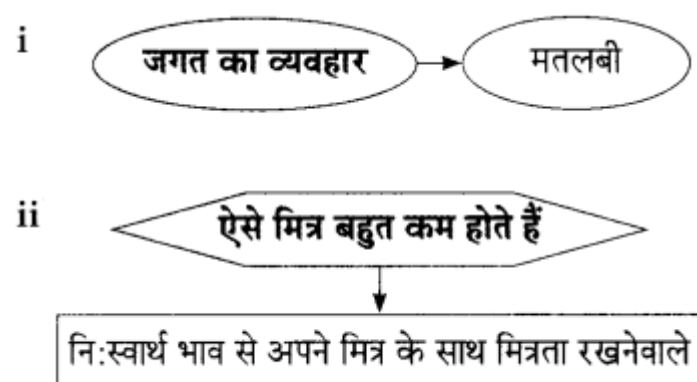 i
जगत का व्यवहार मतलबी
ii
ऐसे मित्र बहुत कम होते हैं
नि:स्वार्थ भाव से अपने मित्र के साथ मित्रता रखनेवाले